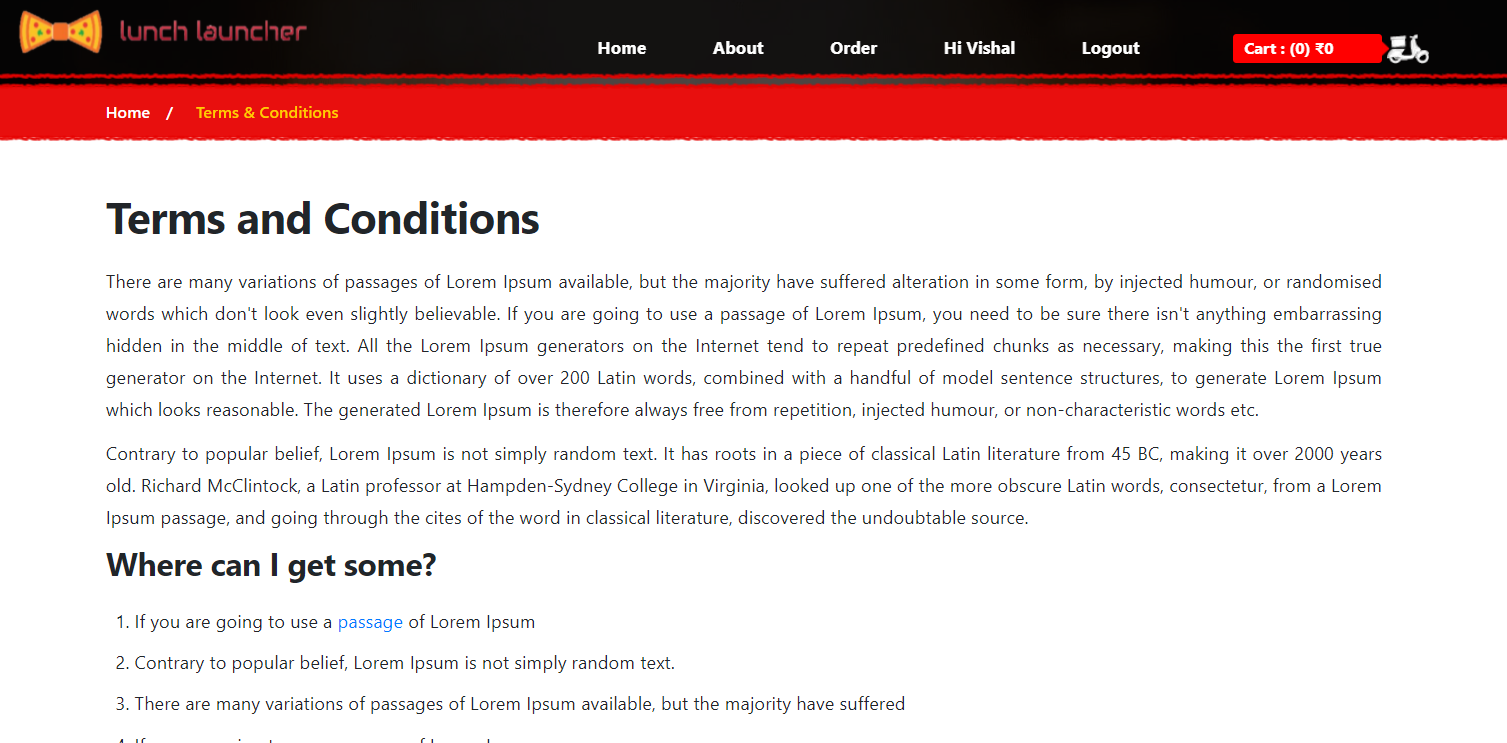 lunch launcher
Home About Order Hi Vishal Logout Cart : (0) ₹0
Home / Terms & Conditions
Terms and Conditions
There are many variations of passages of Lorem Ipsum available, but the majority have suffered alteration in some form, by injected humour, or randomised
words which don't look even slightly believable. If you are going to use a passage of Lorem Ipsum, you need to be sure there isn't anything embarrassing
hidden in the middle of text. All the Lorem Ipsum generators on the Internet tend to repeat predefined chunks as necessary, making this the first true
generator on the Internet. It uses a dictionary of over 200 Latin words, combined with a handful of model sentence structures, to generate Lorem Ipsum
which looks reasonable. The generated Lorem Ipsum is therefore always free from repetition, injected humour, or non-characteristic words etc.
Contrary to popular belief, Lorem Ipsum is not simply random text. It has roots in a piece of classical Latin literature from 45 BC, making it over 2000 years
old. Richard McClintock, a Latin professor at Hampden-Sydney College in Virginia, looked up one of the more obscure Latin words, consectetur, from a Lorem
Ipsum passage, and going through the cites of the word in classical literature, discovered the undoubtable source.
Where can I get some?
1. If you are going to use a passage of Lorem Ipsum
2. Contrary to popular belief, Lorem Ipsum is not simply random text.
3. There are many variations of passages of Lorem Ipsum available, but the majority have suffered